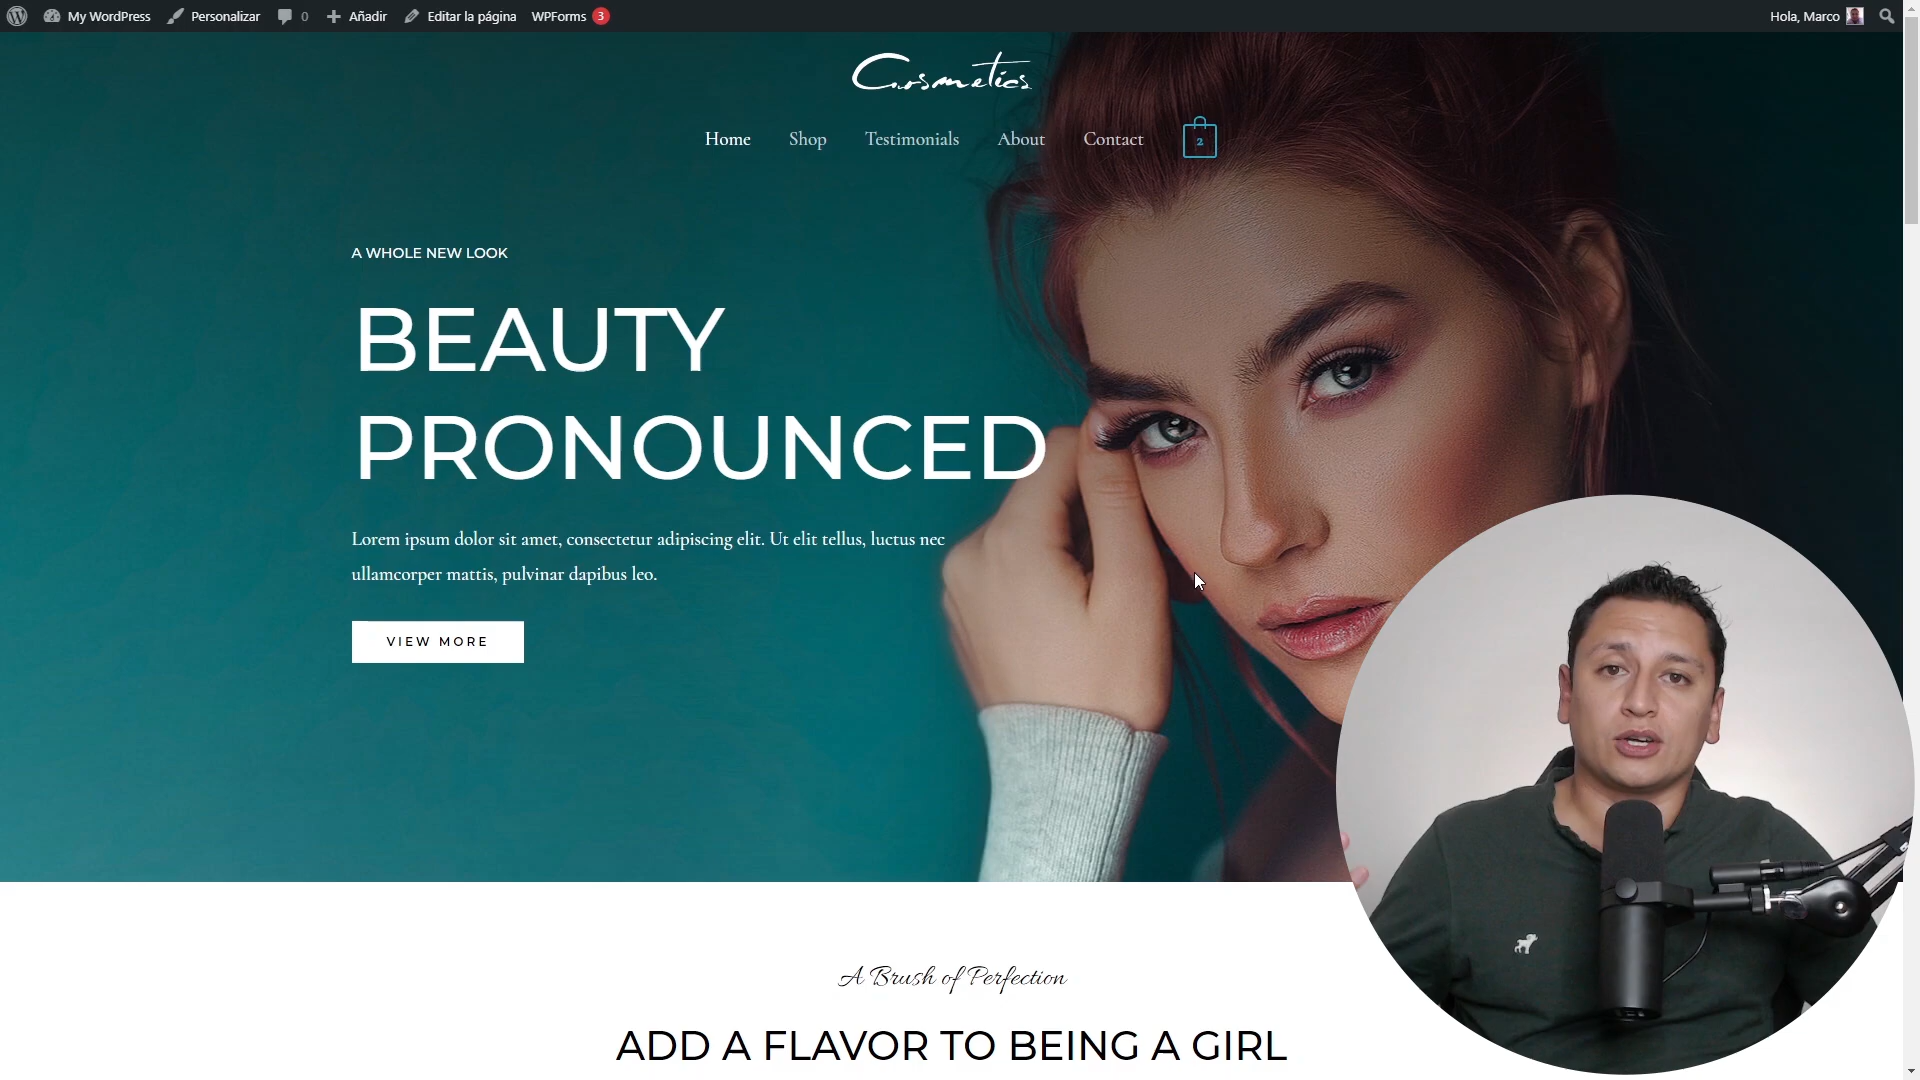 My WordPress Personalizar 0 Añadir Editar la página WPForms 3 Hola, Marco
Cosmetics
Home Shop Testimonials About Contact 2
A WHOLE NEW LOOK
BEAUTY
PRONOUNCED
Lorem ipsum dolor sit amet, consectetur adipiscing elit. Ut elit tellus, luctus nec
ullamcorper mattis, pulvinar dapibus leo.
VIEW MORE
A Brush of Perfection
ADD A FLAVOR TO BEING A GIRL